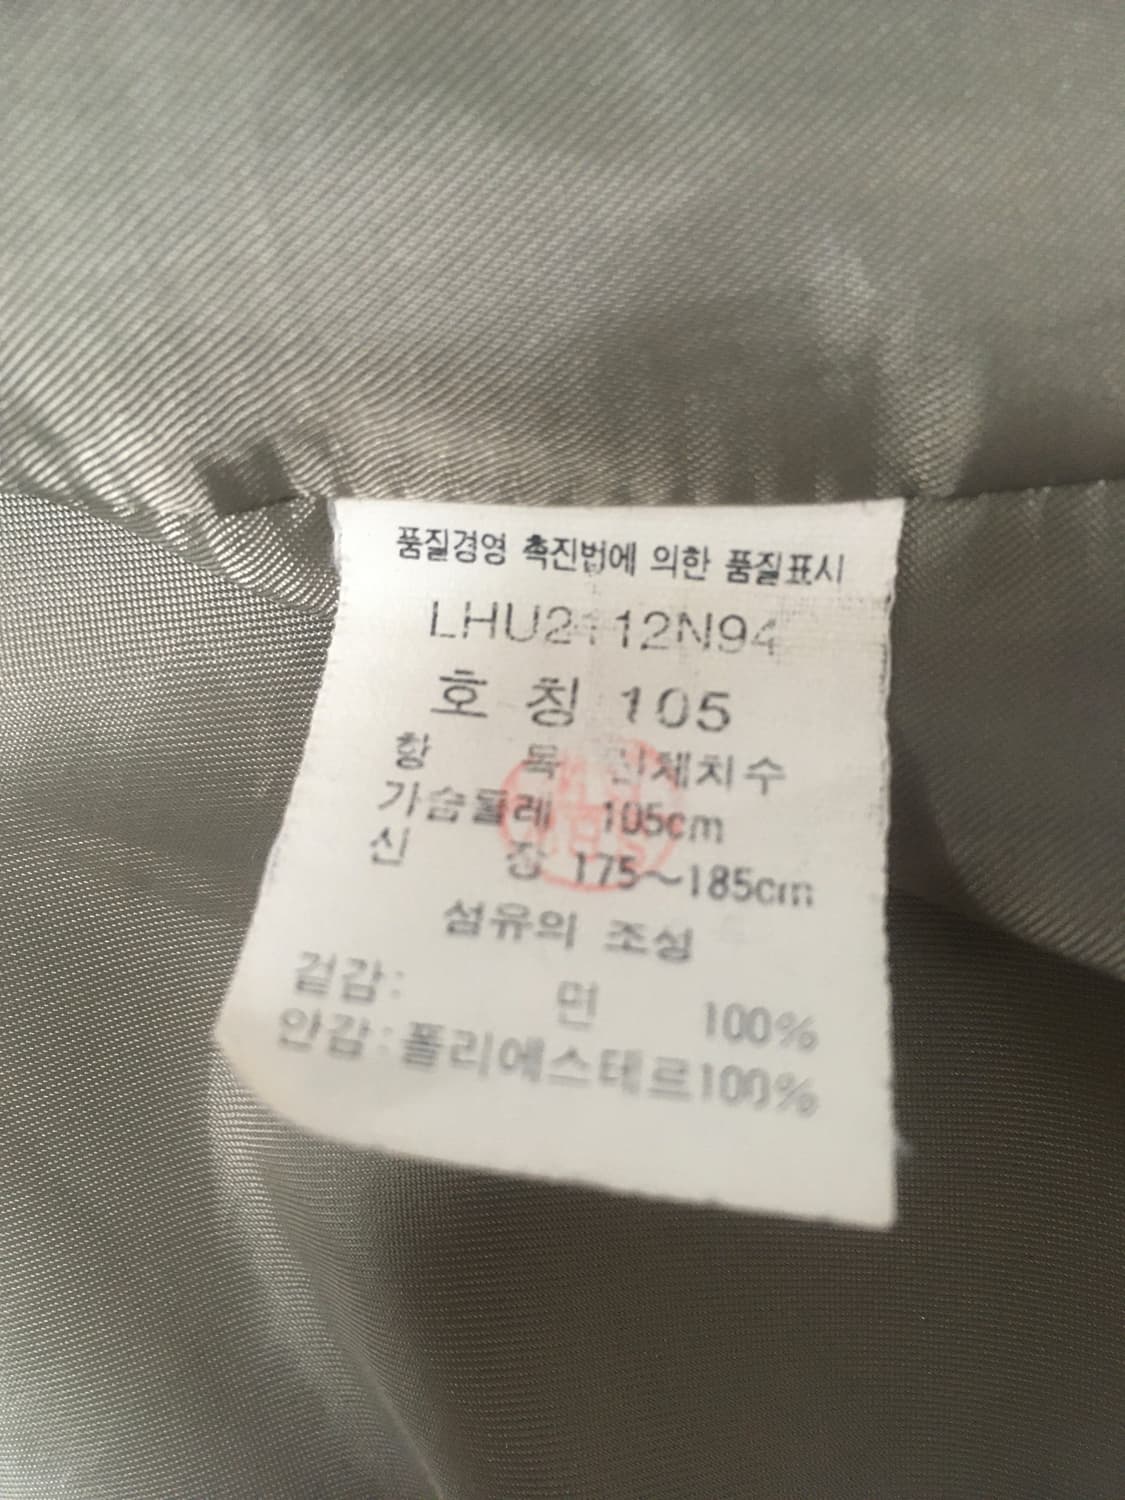 품질경영 촉진법에 의한 품질표시
LHU2112N94
호 칭 105
항 목 신체치수
가슴둘레 105cm
신 장 175~185cm
섬유의 조성
겉감: 면 100%
안감:폴리에스테르100%